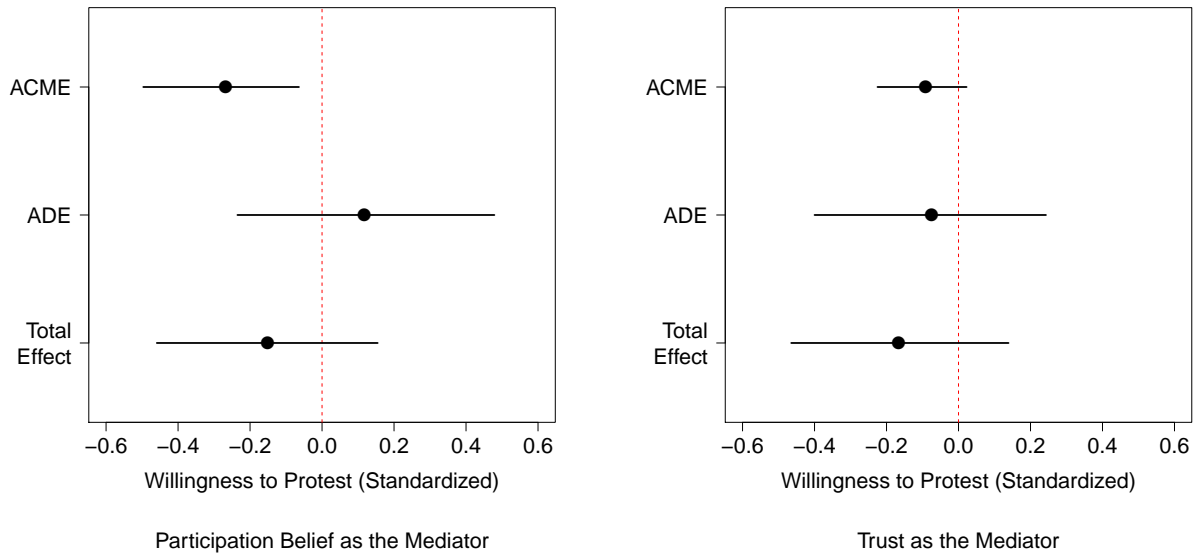 ACME
ADE
Total
Effect
−0.6 −0.4 −0.2 0.0 0.2 0.4 0.6
Willingness to Protest (Standardized)
Participation Belief as the Mediator
ACME
ADE
Total
Effect
−0.6 −0.4 −0.2 0.0 0.2 0.4 0.6
Willingness to Protest (Standardized)
Trust as the Mediator